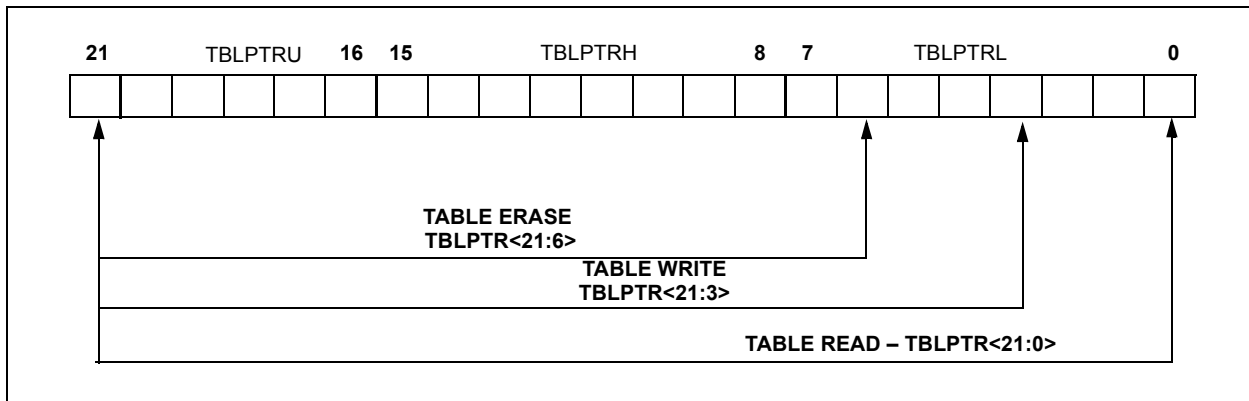 21 TBLPTRU 16 15 TBLPTRH 8 7 TBLPTRL 0
TABLE ERASE
TBLPTR<21:6>
TABLE WRITE
TBLPTR<21:3>
TABLE READ – TBLPTR<21:0>